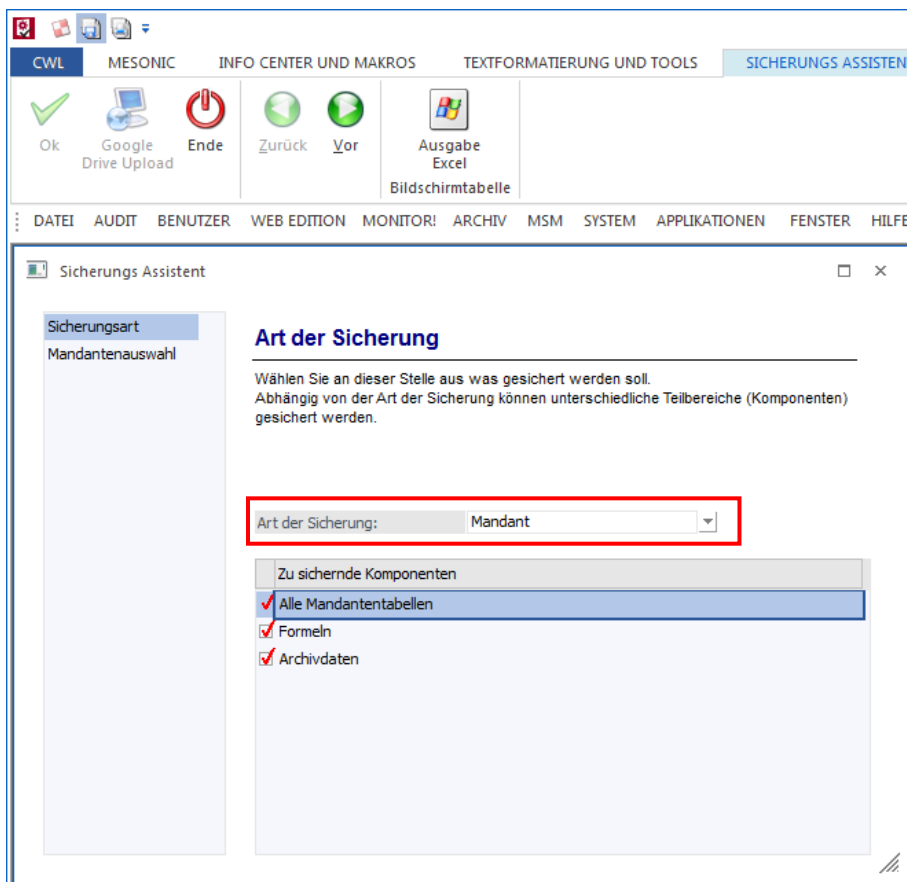 CWL MESONIC INFO CENTER UND MAKROS TEXTFORMATIERUNG UND TOOLS SICHERUNGS ASSISTEN
Ok Google Drive Upload Ende Zurück Vor Ausgabe Excel
Bildschirmtabelle
DATEI AUDIT BENUTZER WEB EDITION MONITOR! ARCHIV MSM SYSTEM APPLIKATIONEN FENSTER HILFE
Sicherungs Assistent
Sicherungsart
Mandantenauswahl
Art der Sicherung
Wählen Sie an dieser Stelle aus was gesichert werden soll.
Abhängig von der Art der Sicherung können unterschiedliche Teilbereiche (Komponenten)
gesichert werden.
Art der Sicherung: Mandant
Zu sichernde Komponenten
Alle Mandantentabellen
Formeln
Archivdaten